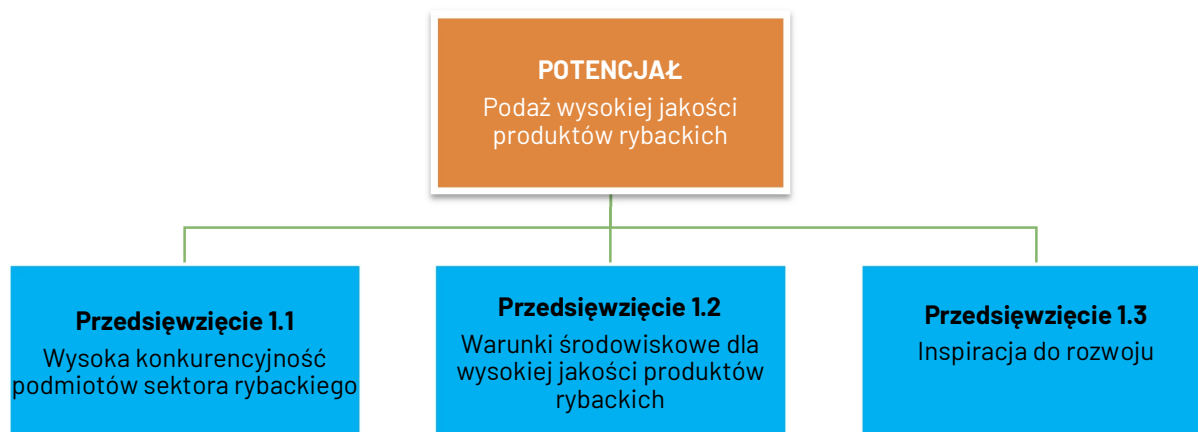 POTENCJAŁ
Podaż wysokiej jakości
produktów rybackich
Przedsięwzięcie 1.1
Wysoka konkurencyjność
podmiotów sektora rybackiego
Przedsięwzięcie 1.2
Warunki środowiskowe dla
wysokiej jakości produktów
rybackich
Przedsięwzięcie 1.3
Inspiracja do rozwoju